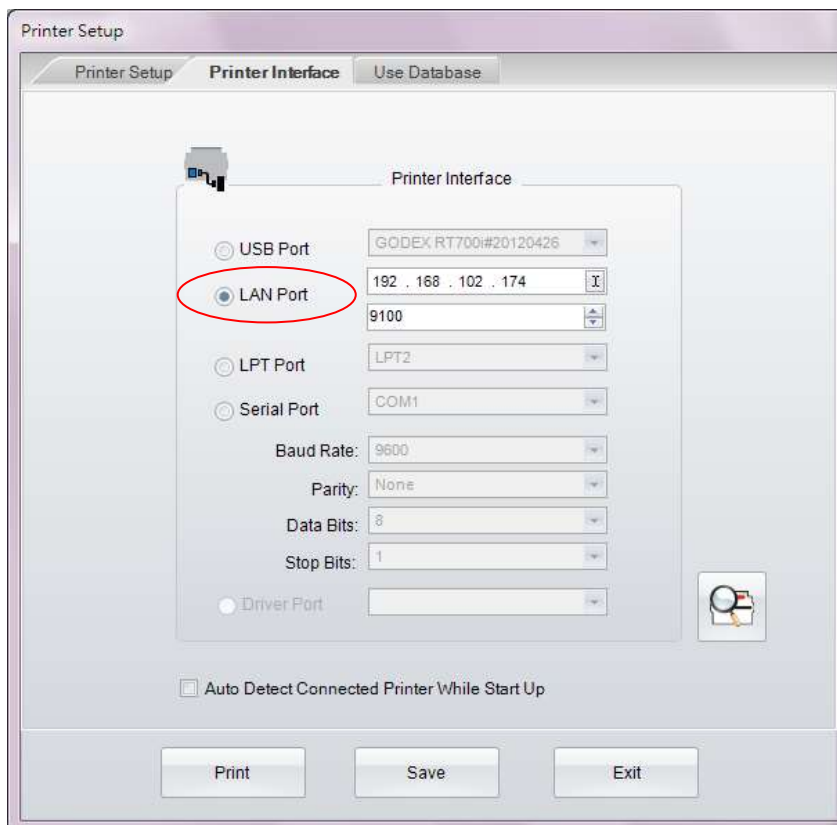 Printer Setup
Printer Setup Printer Interface Use Database
Printer Interface
USB Port GODEX RT700i#20120426
LAN Port 192 . 168 . 102 . 174
9100
LPT Port LPT2
Serial Port COM1
Baud Rate: 9600
Parity: None
Data Bits: 8
Stop Bits: 1
Driver Port
Auto Detect Connected Printer While Start Up
Print Save Exit